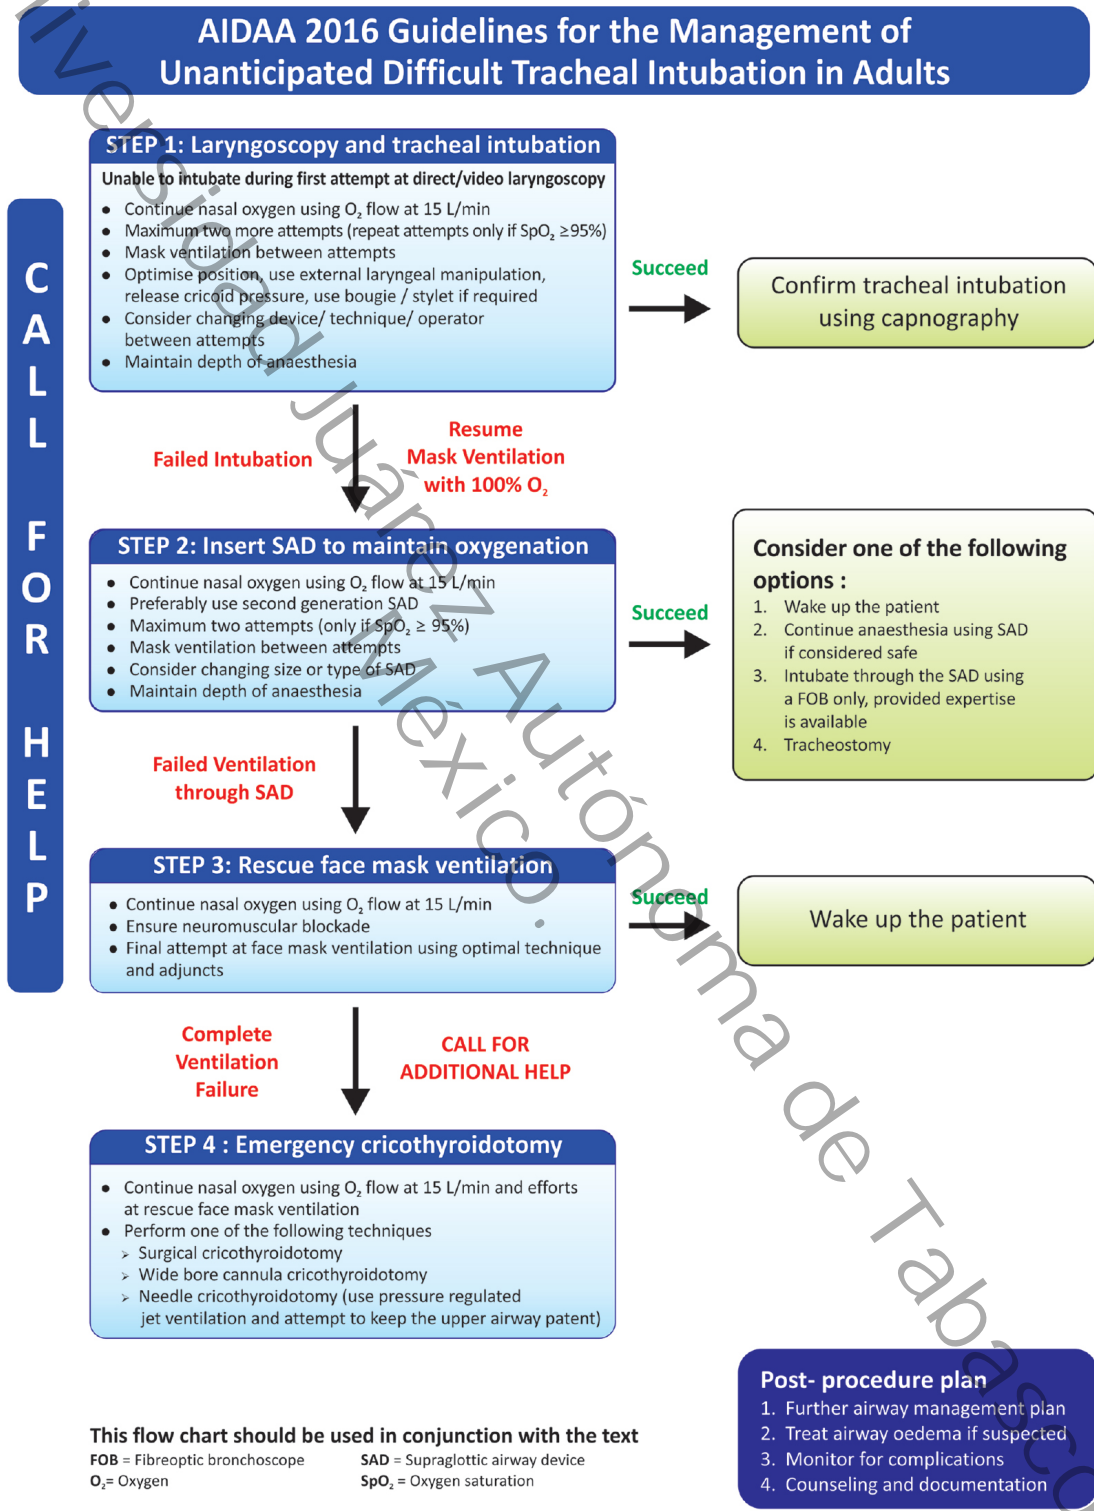 AIDAA 2016 Guidelines for the Management of
Unanticipated Difficult Tracheal Intubation in Adults
CALL FOR HELP
STEP 1: Laryngoscopy and tracheal intubation
Unable to intubate during first attempt at direct/video laryngoscopy
● Continue nasal oxygen using O₂ flow at 15 L/min
● Maximum two more attempts (repeat attempts only if SpO₂ ≥95%)
● Mask ventilation between attempts
● Optimise position, use external laryngeal manipulation,
release cricoid pressure, use bougie / stylet if required
● Consider changing device/ technique/ operator
between attempts
● Maintain depth of anaesthesia
Succeed
Confirm tracheal intubation
using capnography
Failed Intubation
Resume
Mask Ventilation
with 100% O₂
STEP 2: Insert SAD to maintain oxygenation
● Continue nasal oxygen using O₂ flow at 15 L/min
● Preferably use second generation SAD
● Maximum two attempts (only if SpO₂ ≥ 95%)
● Mask ventilation between attempts
● Consider changing size or type of SAD
● Maintain depth of anaesthesia
Succeed
Consider one of the following
options :
1. Wake up the patient
2. Continue anaesthesia using SAD
if considered safe
3. Intubate through the SAD using
a FOB only, provided expertise
is available
4. Tracheostomy
Failed Ventilation
through SAD
STEP 3: Rescue face mask ventilation
● Continue nasal oxygen using O₂ flow at 15 L/min
● Ensure neuromuscular blockade
● Final attempt at face mask ventilation using optimal technique
and adjuncts
Succeed
Wake up the patient
Complete
Ventilation
Failure
CALL FOR
ADDITIONAL HELP
STEP 4 : Emergency cricothyroidotomy
● Continue nasal oxygen using O₂ flow at 15 L/min and efforts
at rescue face mask ventilation
● Perform one of the following techniques
➢ Surgical cricothyroidotomy
➢ Wide bore cannula cricothyroidotomy
➢ Needle cricothyroidotomy (use pressure regulated
jet ventilation and attempt to keep the upper airway patent)
Post- procedure plan
1. Further airway management plan
2. Treat airway oedema if suspected
3. Monitor for complications
4. Counseling and documentation
This flow chart should be used in conjunction with the text
FOB = Fibreoptic bronchoscope
SAD = Supraglottic airway device
O₂= Oxygen
SpO₂ = Oxygen saturation
iversidad Juárez Autónoma de Tabasco
México.